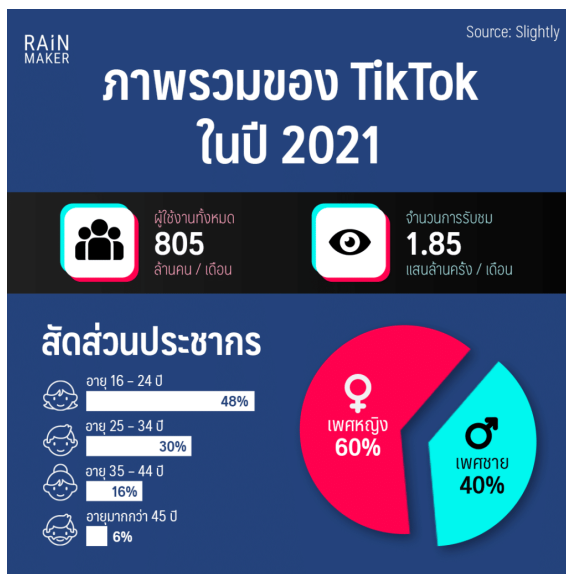 RAiN
MAKER
Source: Slightly
ภาพรวมของ TikTok
ในปี 2021
ผู้ใช้งานทั้งหมด
805
ล้านคน / เดือน
จำนวนการรับชม
1.85
แสนล้านครั้ง / เดือน
สัดส่วนประชากร
อายุ 16 – 24 ปี
48%
อายุ 25 – 34 ปี
30%
อายุ 35 – 44 ปี
16%
อายุมากกว่า 45 ปี
6%
เพศหญิง
60%
เพศชาย
40%